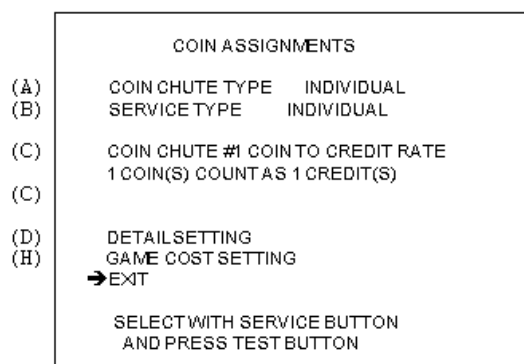 COIN ASSIGNMENTS
(A) COIN CHUTE TYPE INDIVIDUAL
(B) SERVICE TYPE INDIVIDUAL
(C) COIN CHUTE #1 COIN TO CREDIT RATE
1 COIN(S) COUNT AS 1 CREDIT(S)
(C)
(D) DETAIL SETTING
(H) GAME COST SETTING
➔EXIT
SELECT WITH SERVICE BUTTON
AND PRESS TEST BUTTON